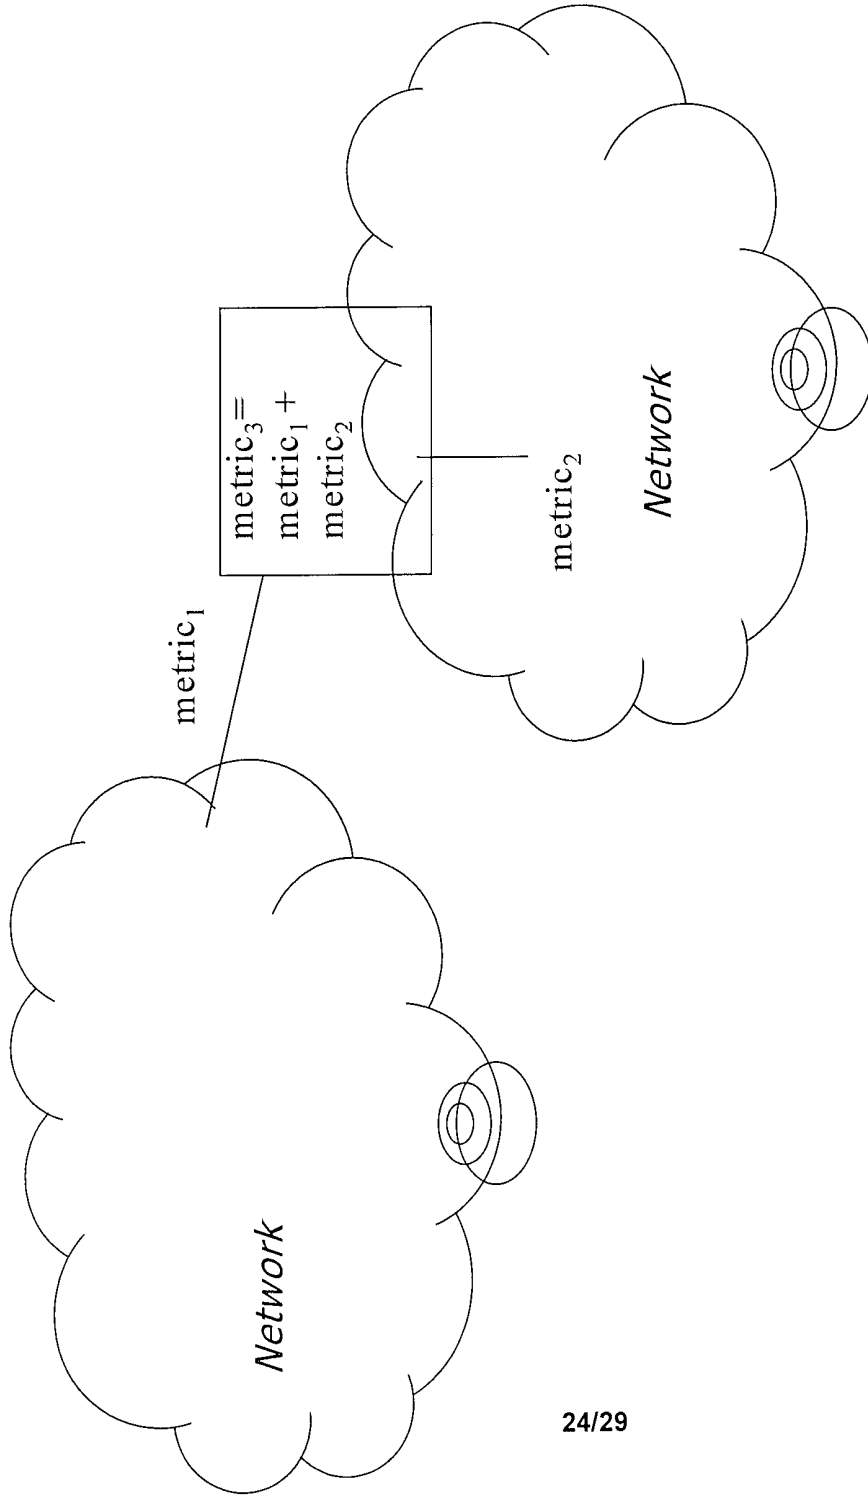 metric₁
metric₃=
metric₁ +
metric₂
metric₂
Network
Network
24/29